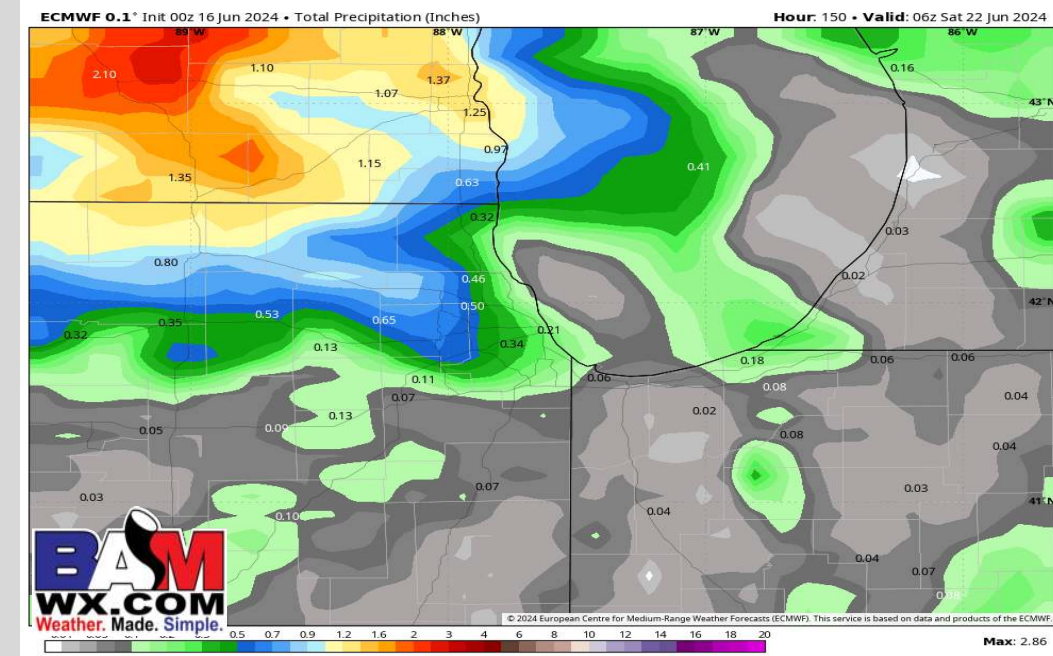 ECMWF 0.1° Init 00z 16 Jun 2024 • Total Precipitation (Inches)
Hour: 150 • Valid: 06z Sat 22 Jun 2024
89°W 88°W 87°W 86°W
2.10 1.10 1.37 0.16
1.07
1.25 43°N
0.97
1.15 0.41
1.35 0.63
0.32
0.03
0.80
0.46 0.02
0.50 42°N
0.35 0.53 0.65
0.32 0.21
0.13 0.34
0.18 0.06 0.06
0.11 0.06
0.07 0.08 0.04
0.13 0.02
0.05 0.09 0.08
0.04
0.03 0.07 0.03
41°N
0.10 0.04
0.04
0.07
0.08
BAM
WX.COM
Weather. Made. Simple.
© 2024 European Centre for Medium-Range Weather Forecasts (ECMWF). This service is based on data and products of the ECMWF.
0.5 0.7 0.9 1.2 1.6 2 3 4 6 8 10 12 14 16 18 20
Max: 2.86